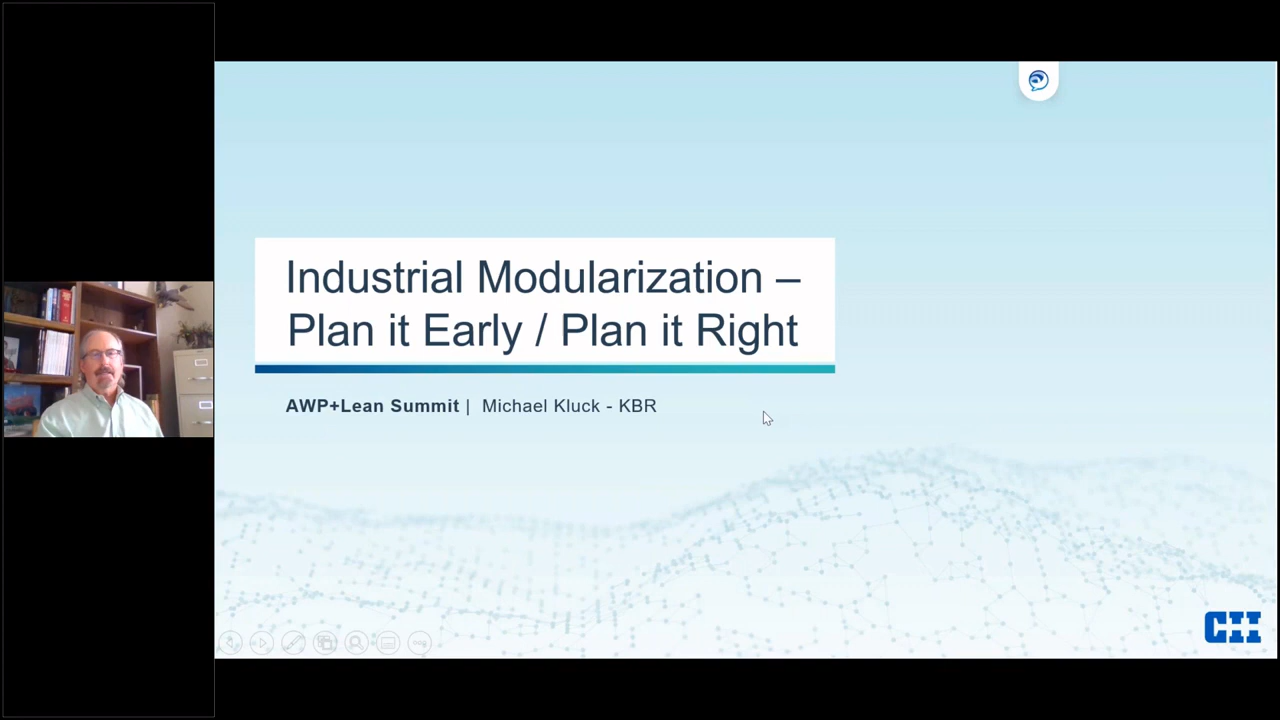 Industrial Modularization –
Plan it Early / Plan it Right
AWP+Lean Summit | Michael Kluck - KBR
CII